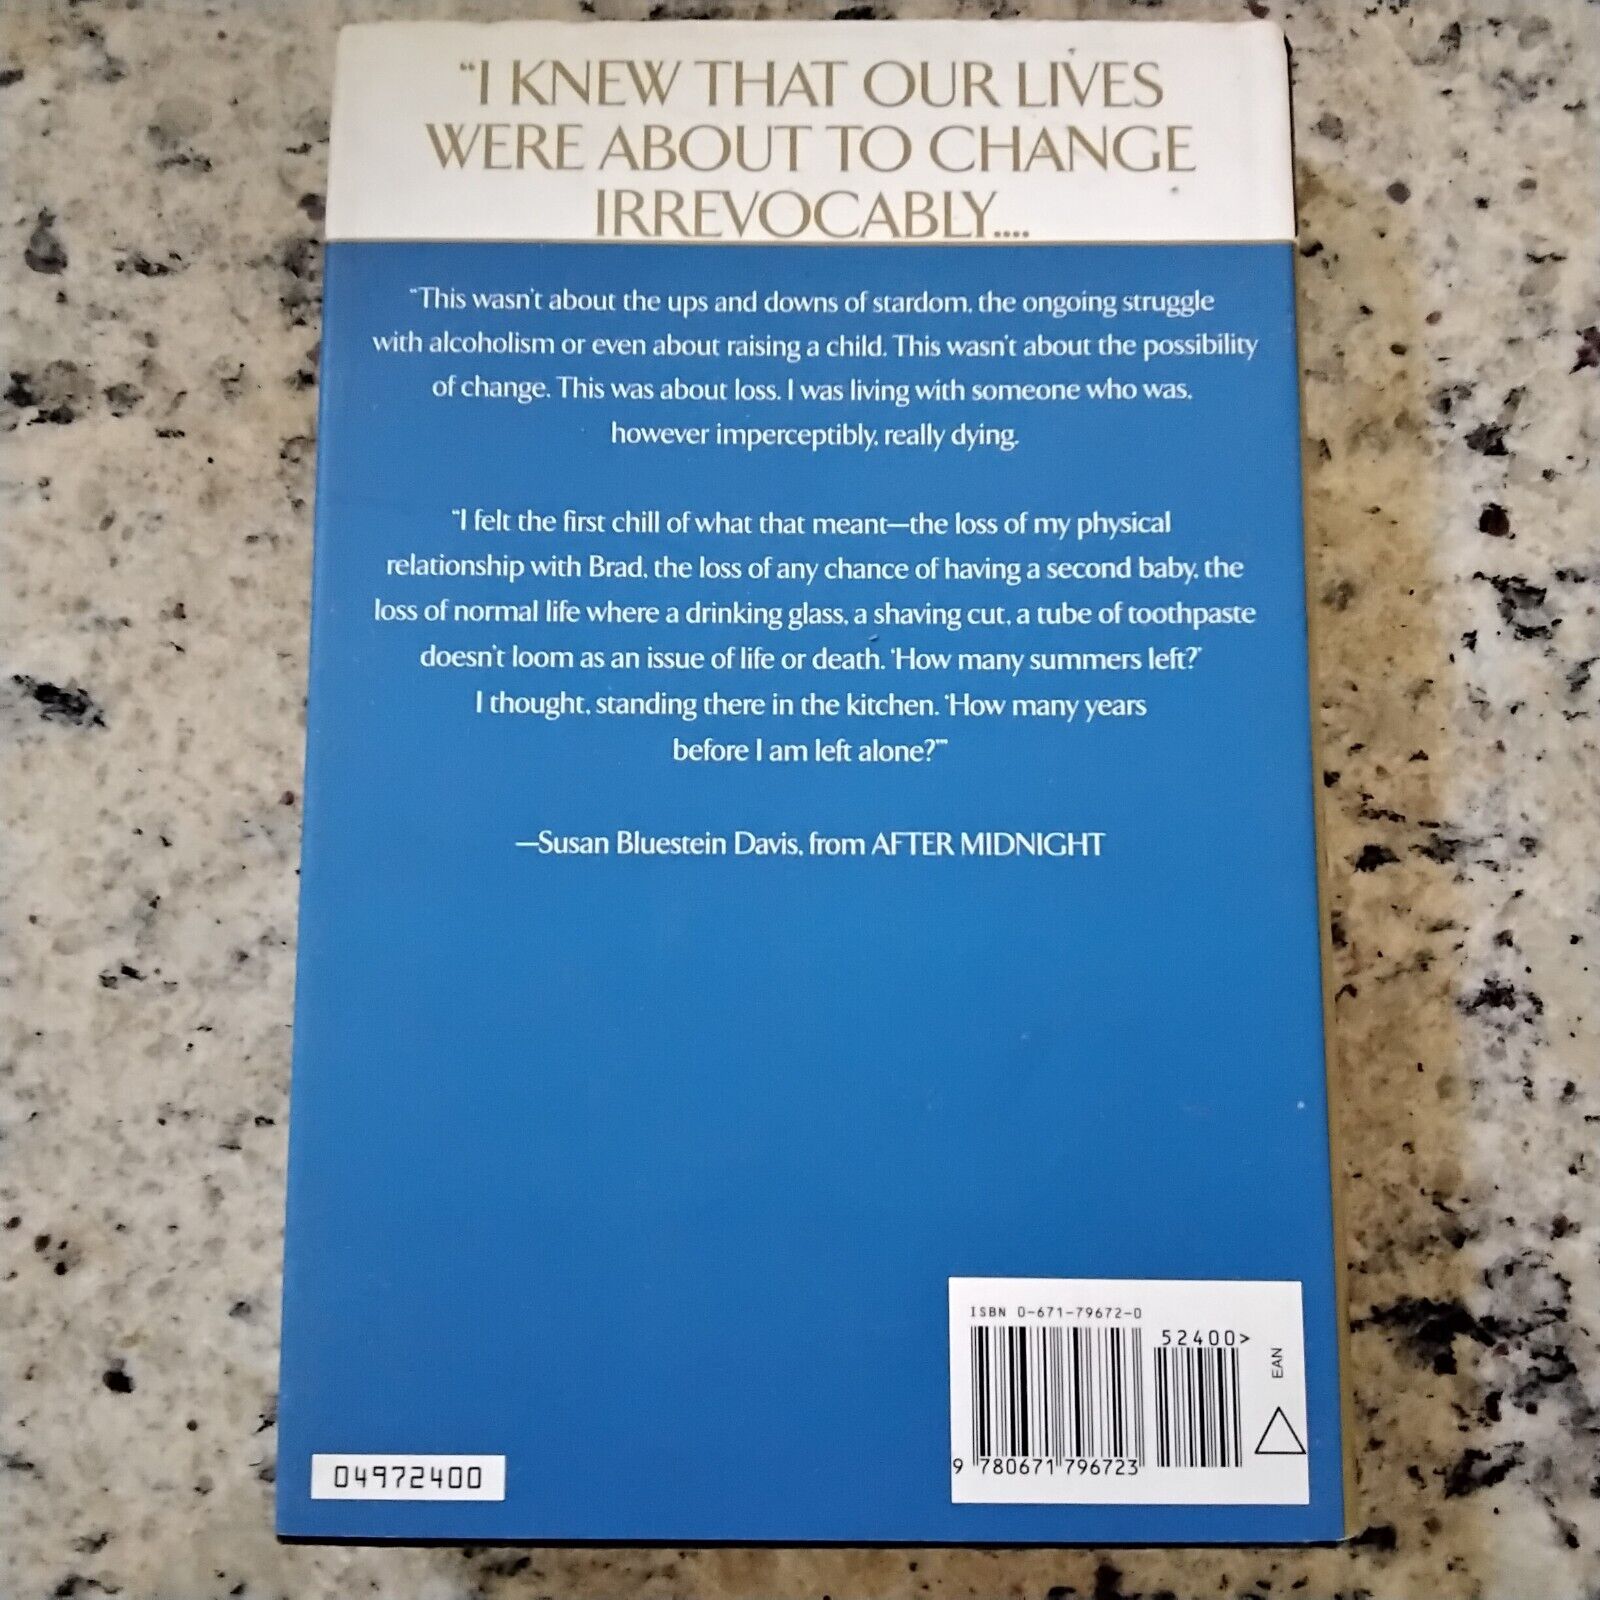 “I KNEW THAT OUR LIVES
WERE ABOUT TO CHANGE
IRREVOCABLY....
“This wasn’t about the ups and downs of stardom, the ongoing struggle
with alcoholism or even about raising a child. This wasn’t about the possibility
of change. This was about loss. I was living with someone who was,
however imperceptibly, really dying.
“I felt the first chill of what that meant—the loss of my physical
relationship with Brad, the loss of any chance of having a second baby, the
loss of normal life where a drinking glass, a shaving cut, a tube of toothpaste
doesn’t loom as an issue of life or death. ‘How many summers left?’
I thought, standing there in the kitchen. ‘How many years
before I am left alone?’”
—Susan Bluestein Davis, from AFTER MIDNIGHT
ISBN 0-671-79672-0
52400>
EAN
9 780671 796723
04972400